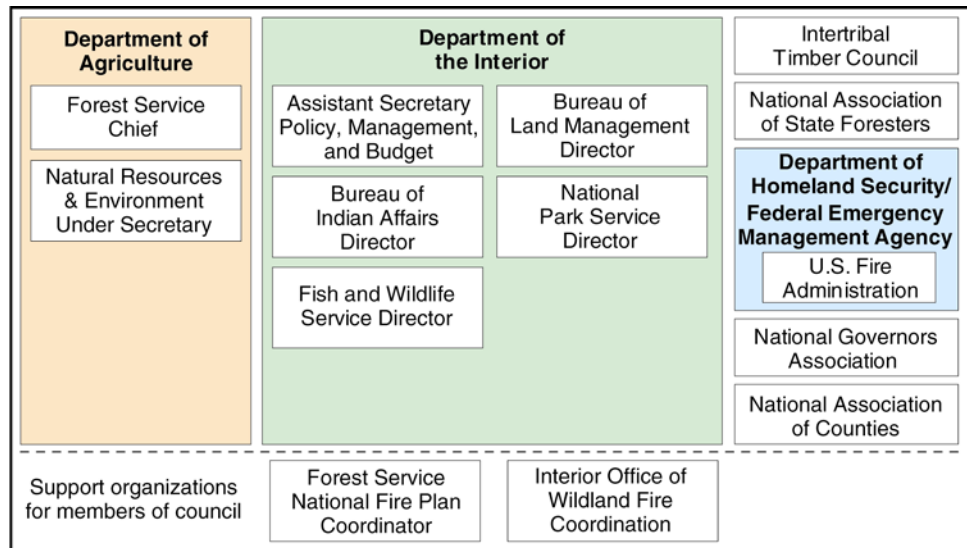 Department of
Agriculture
Forest Service
Chief
Natural Resources
& Environment
Under Secretary
Department of
the Interior
Assistant Secretary
Policy, Management,
and Budget
Bureau of
Land Management
Director
Bureau of
Indian Affairs
Director
National
Park Service
Director
Fish and Wildlife
Service Director
Intertribal
Timber Council
National Association
of State Foresters
Department of
Homeland Security/
Federal Emergency
Management Agency
U.S. Fire
Administration
National Governors
Association
National Association
of Counties
Support organizations
for members of council
Forest Service
National Fire Plan
Coordinator
Interior Office of
Wildland Fire
Coordination